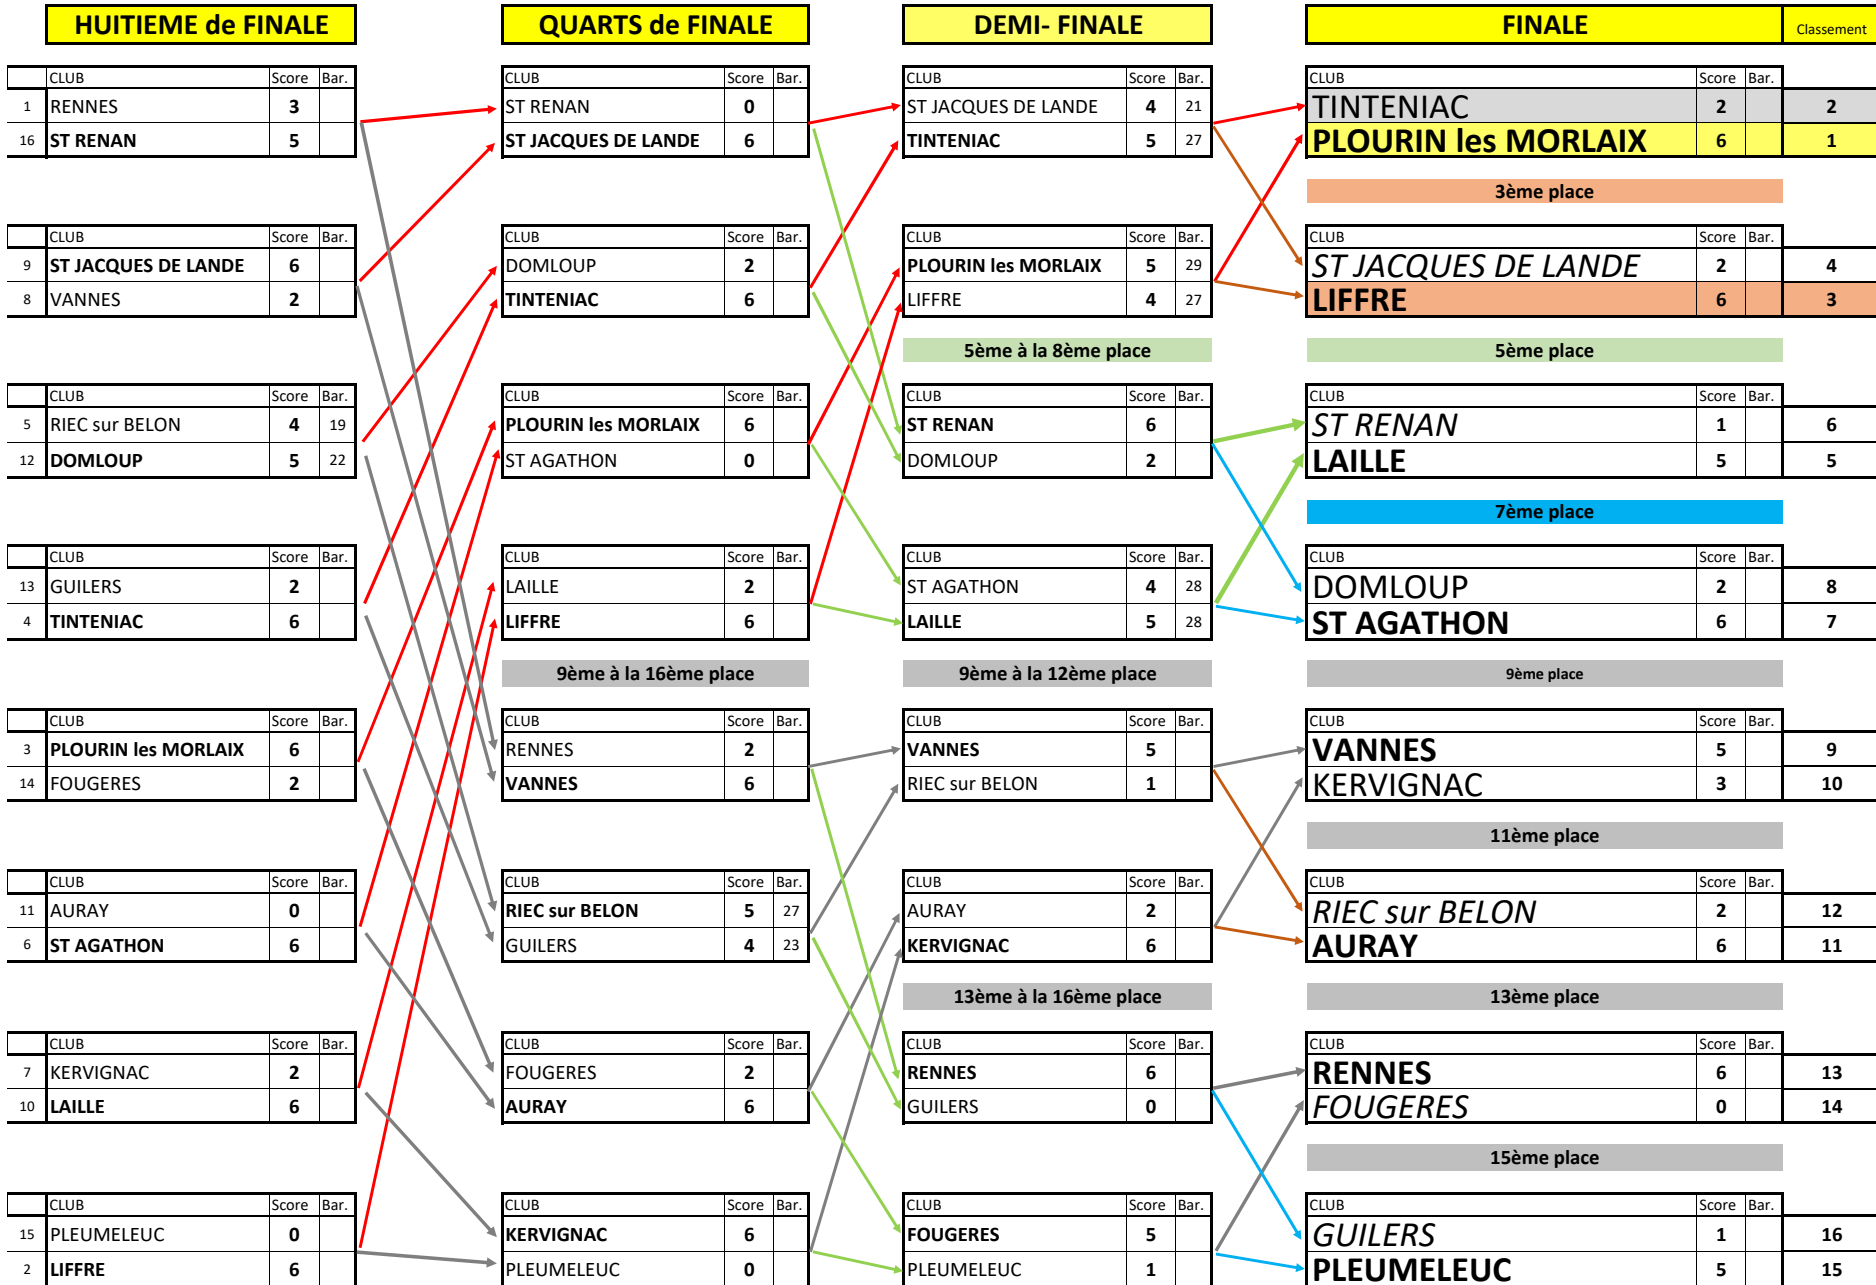 HUITIEME de FINALE QUARTS de FINALE DEMI- FINALE FINALE Classement
CLUB Score Bar. CLUB Score Bar. CLUB Score Bar. CLUB Score Bar.
1 RENNES 3 ST RENAN 0 ST JACQUES DE LANDE 4 21 TINTENIAC 2 2
16 ST RENAN 5 ST JACQUES DE LANDE 6 TINTENIAC 5 27 PLOURIN les MORLAIX 6 1
3ème place
CLUB Score Bar. CLUB Score Bar. CLUB Score Bar. CLUB Score Bar.
9 ST JACQUES DE LANDE 6 DOMLOUP 2 PLOURIN les MORLAIX 5 29 ST JACQUES DE LANDE 2 4
8 VANNES 2 TINTENIAC 6 LIFFRE 4 27 LIFFRE 6 3
5ème à la 8ème place 5ème place
CLUB Score Bar. CLUB Score Bar. CLUB Score Bar. CLUB Score Bar.
5 RIEC sur BELON 4 19 PLOURIN les MORLAIX 6 ST RENAN 6 ST RENAN 1 6
12 DOMLOUP 5 22 ST AGATHON 0 DOMLOUP 2 LAILLE 5 5
7ème place
CLUB Score Bar. CLUB Score Bar. CLUB Score Bar. CLUB Score Bar.
13 GUILERS 2 LAILLE 2 ST AGATHON 4 28 DOMLOUP 2 8
4 TINTENIAC 6 LIFFRE 6 LAILLE 5 28 ST AGATHON 6 7
9ème à la 16ème place 9ème à la 12ème place 9ème place
CLUB Score Bar. CLUB Score Bar. CLUB Score Bar. CLUB Score Bar.
3 PLOURIN les MORLAIX 6 RENNES 2 VANNES 5 VANNES 5 9
14 FOUGERES 2 VANNES 6 RIEC sur BELON 1 KERVIGNAC 3 10
11ème place
CLUB Score Bar. CLUB Score Bar. CLUB Score Bar. CLUB Score Bar.
11 AURAY 0 RIEC sur BELON 5 27 AURAY 2 RIEC sur BELON 2 12
6 ST AGATHON 6 GUILERS 4 23 KERVIGNAC 6 AURAY 6 11
13ème à la 16ème place 13ème place
CLUB Score Bar. CLUB Score Bar. CLUB Score Bar. CLUB Score Bar.
7 KERVIGNAC 2 FOUGERES 2 RENNES 6 RENNES 6 13
10 LAILLE 6 AURAY 6 GUILERS 0 FOUGERES 0 14
15ème place
CLUB Score Bar. CLUB Score Bar. CLUB Score Bar. CLUB Score Bar.
15 PLEUMELEUC 0 KERVIGNAC 6 FOUGERES 5 GUILERS 1 16
2 LIFFRE 6 PLEUMELEUC 0 PLEUMELEUC 1 PLEUMELEUC 5 15